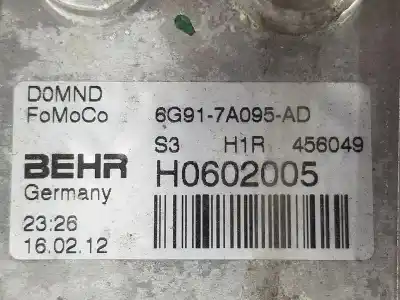 D0MND
FoMoCo 6G91-7A095-AD
S3 H1R 456049
BEHR H0602005
Germany
23:26
16.02.12